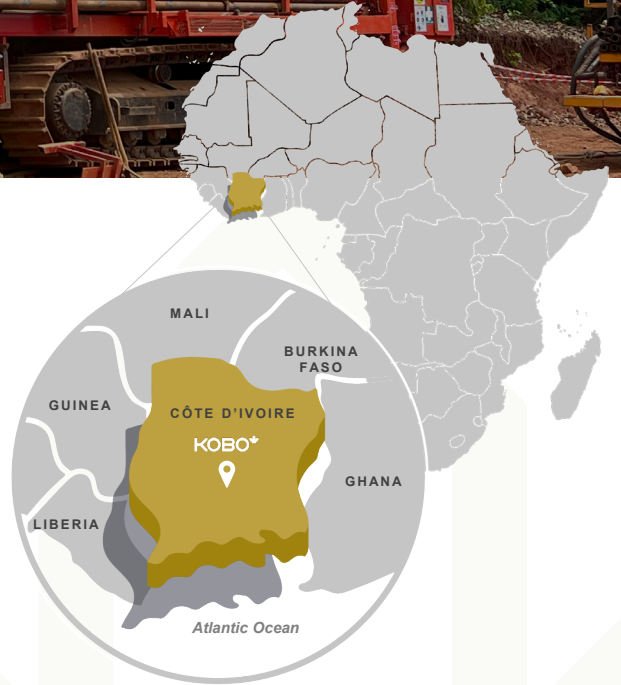 MALI
BURKINA
FASO
GUINEA
CÔTE D'IVOIRE
KOBO
GHANA
LIBERIA
Atlantic Ocean